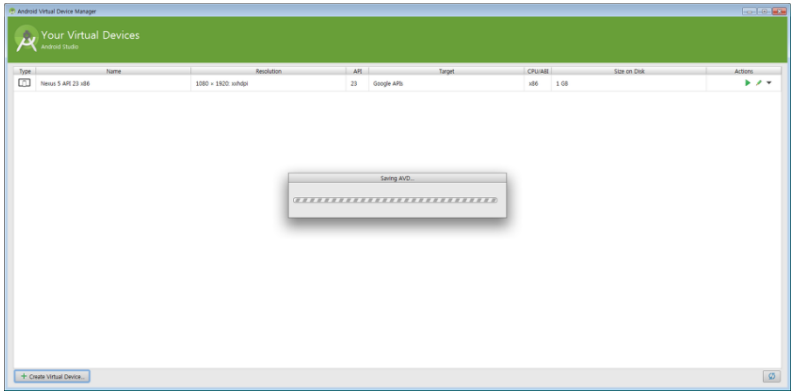 Android Virtual Device Manager
Your Virtual Devices
Android Studio
Type Name Resolution API Target CPU/ABI Size on Disk Actions
Nexus 5 API 23 x86 1080 × 1920: xxhdpi 23 Google APIs x86 1 GB
Saving AVD...
Create Virtual Device...